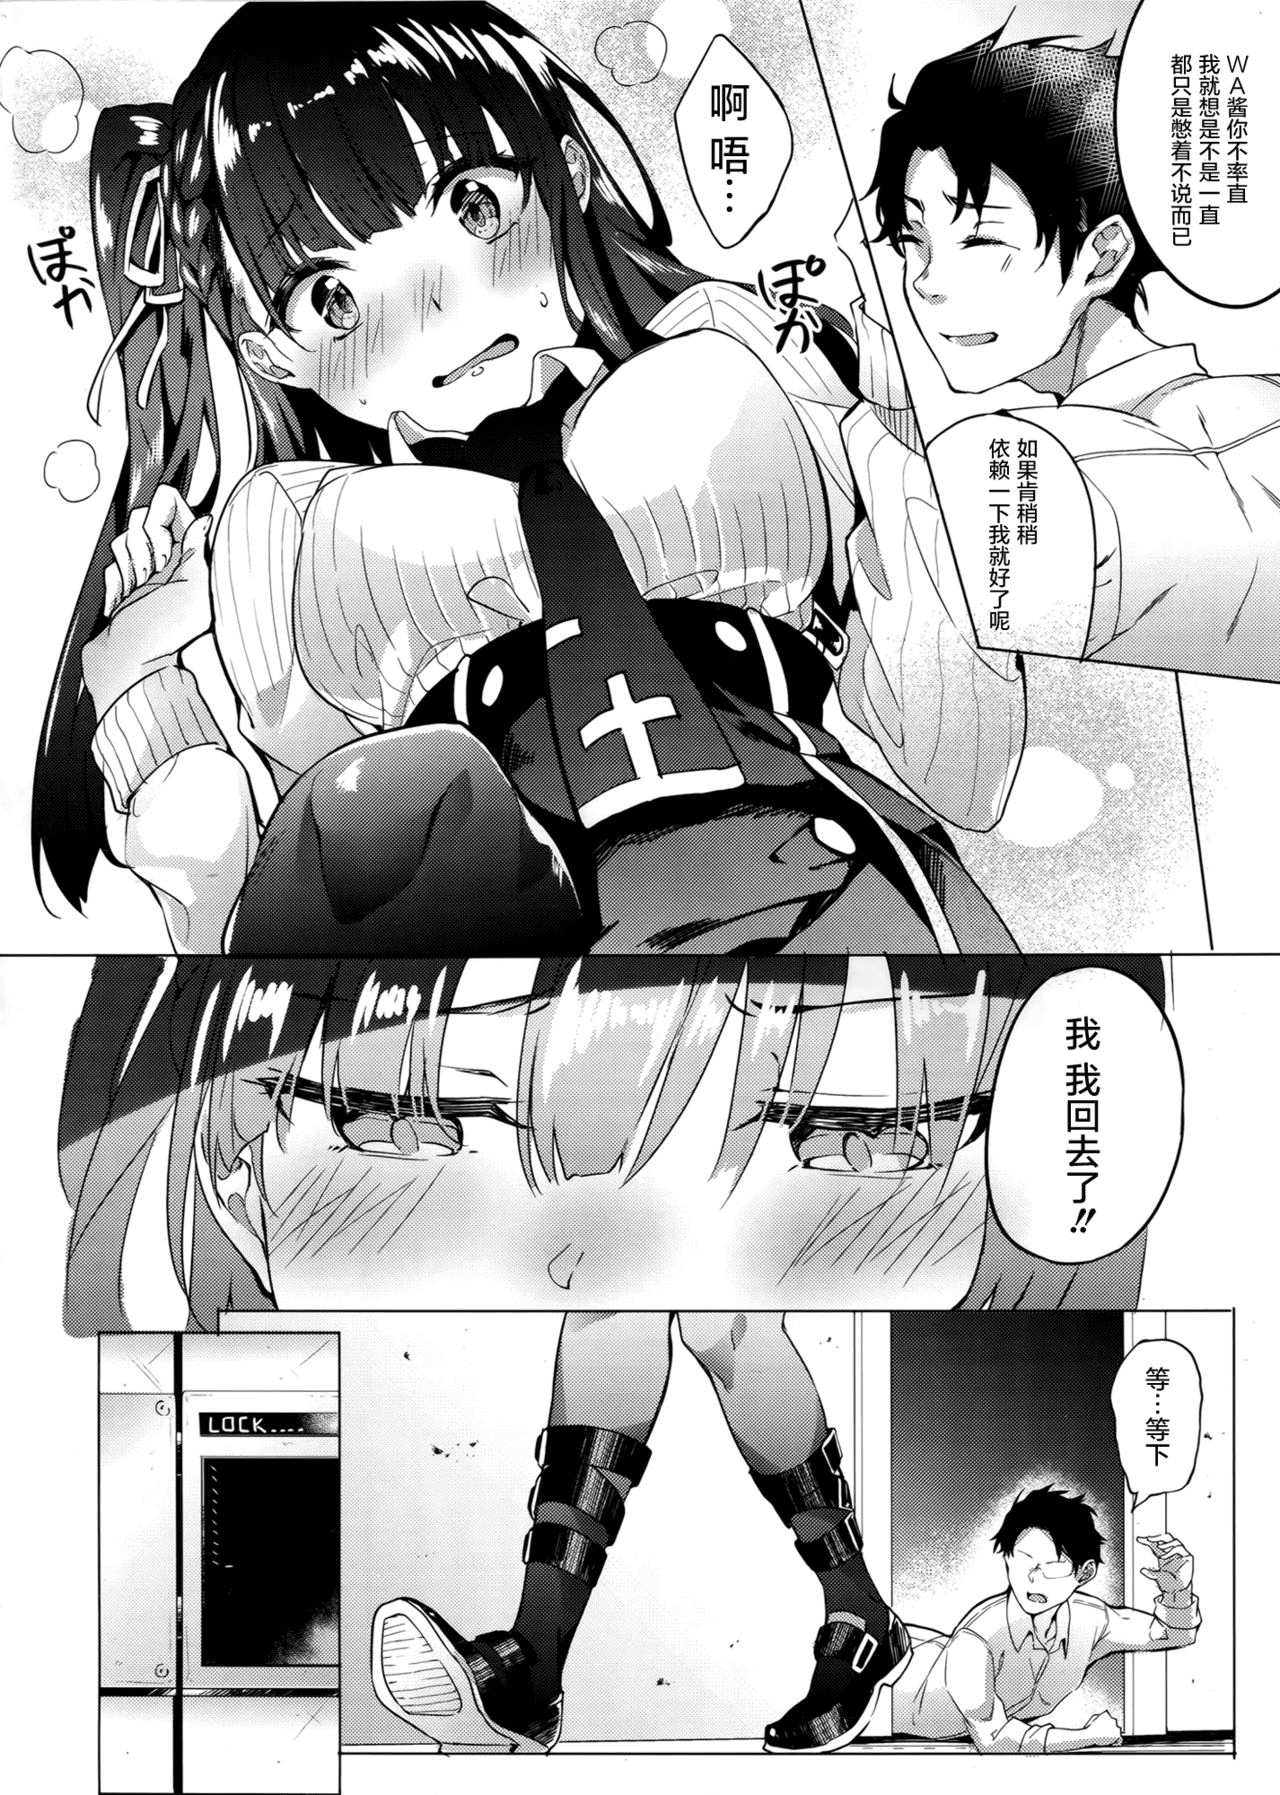 WA酱你不率直
我就想是不是一直
都只是憋着不说而已
如果肯稍稍
依赖一下我就好了呢
啊
唔…
ぽか
ぽか
我 我回去了!!
等…等下
LOCK....